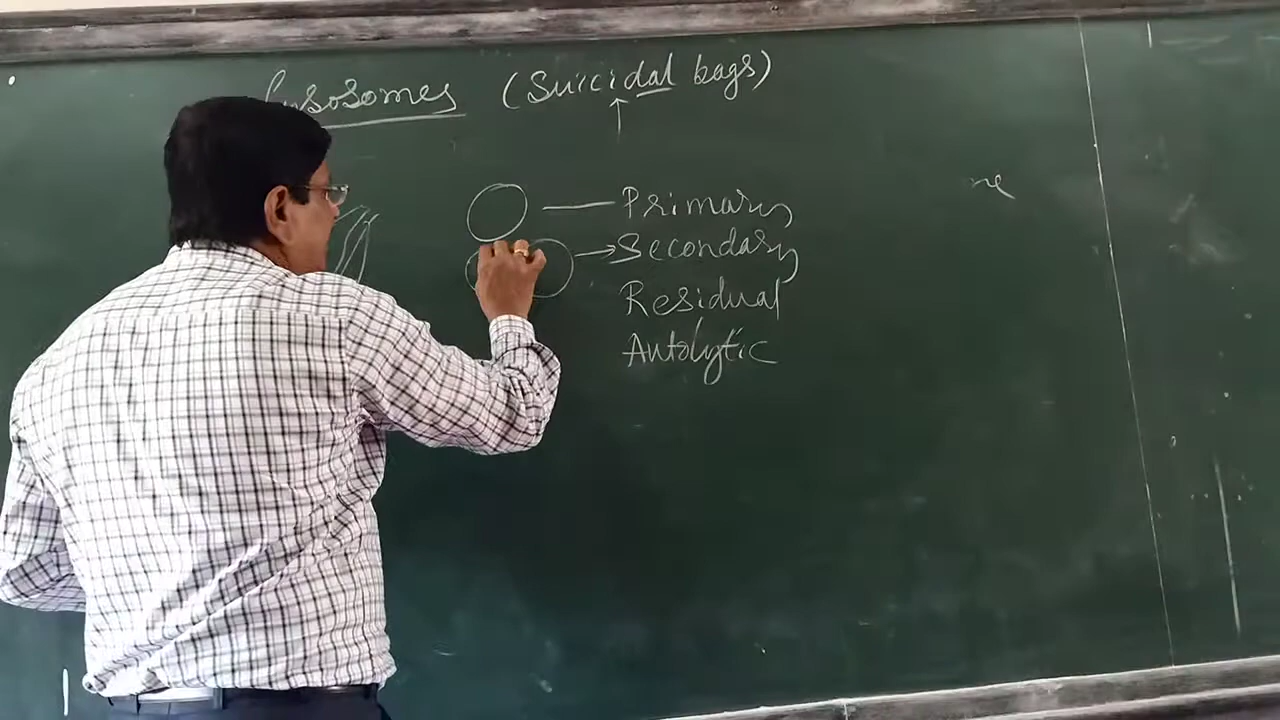 Lysosomes (Suicidal bags)
Primary
Secondary
Residual
Autolytic